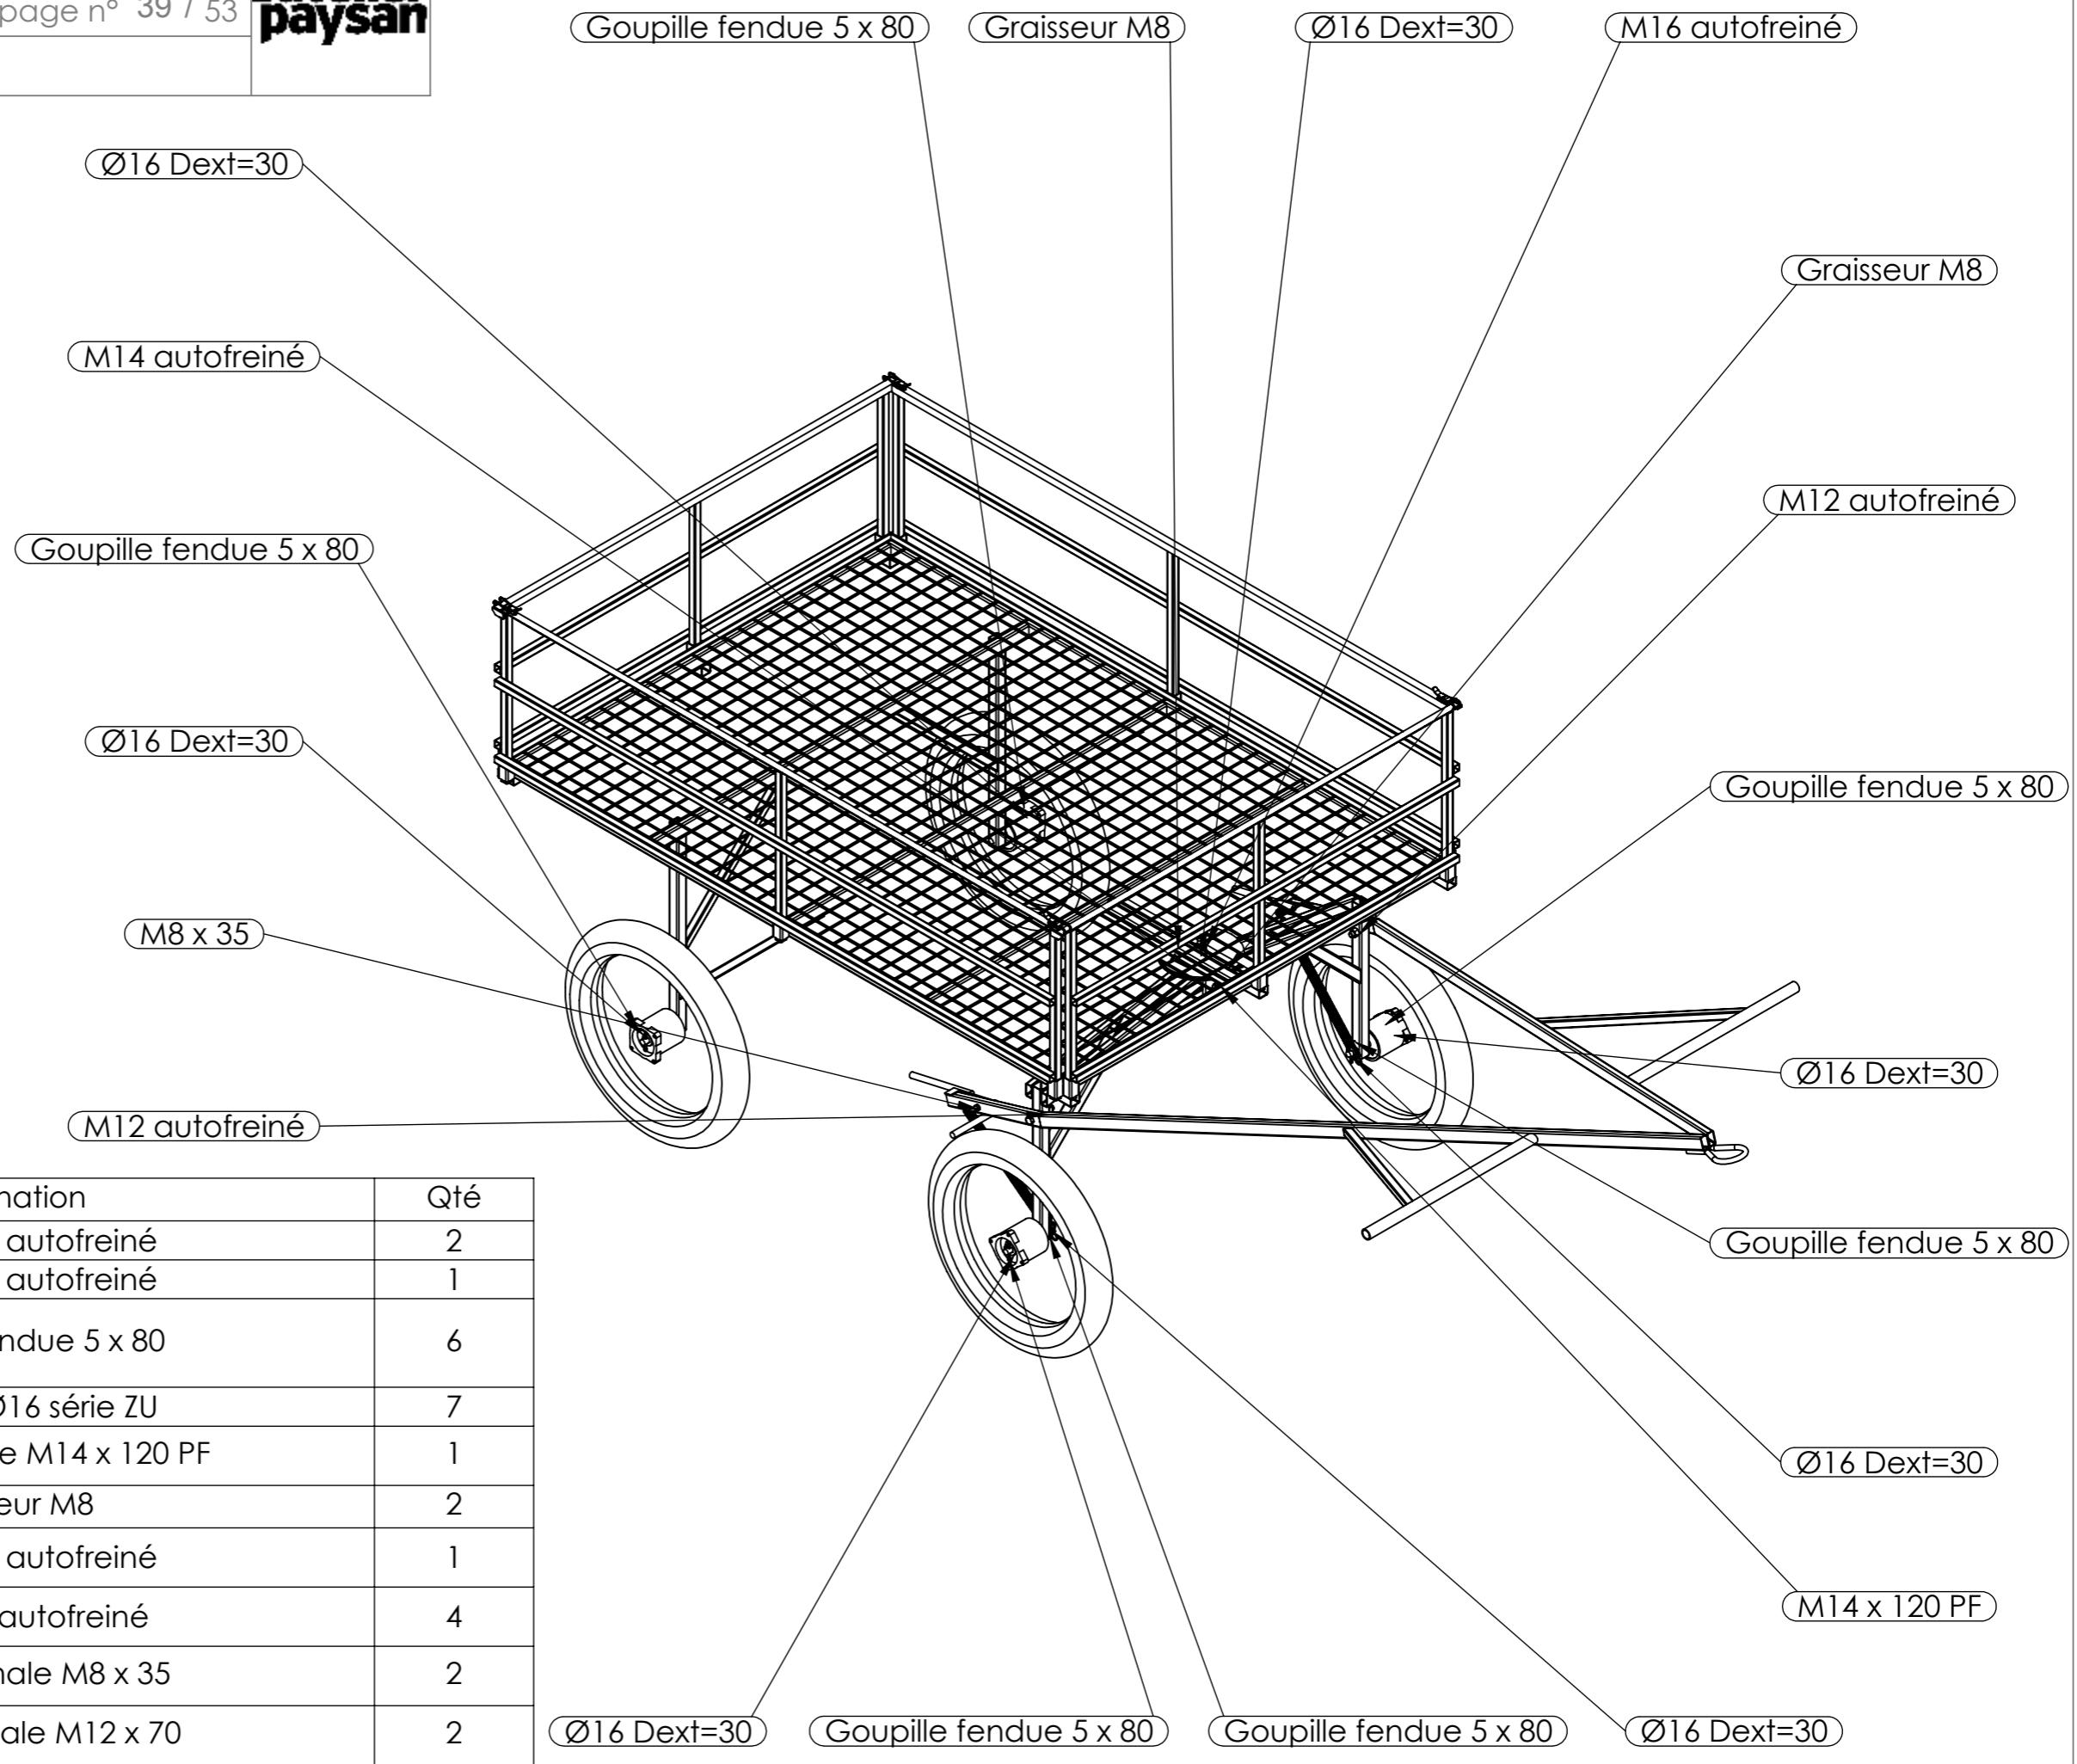 page n° 39 / 53
paysan
Goupille fendue 5 x 80
Graisseur M8
Ø16 Dext=30
M16 autofreiné
Ø16 Dext=30
Graisseur M8
M14 autofreiné
M12 autofreiné
Goupille fendue 5 x 80
Ø16 Dext=30
Goupille fendue 5 x 80
M8 x 35
Ø16 Dext=30
M12 autofreiné
Goupille fendue 5 x 80
Ø16 Dext=30
M14 x 120 PF
Ø16 Dext=30
Goupille fendue 5 x 80
Goupille fendue 5 x 80
Ø16 Dext=30
mation Qté
autofreiné 2
autofreiné 1
ndue 5 x 80 6
Ø16 série ZU 7
e M14 x 120 PF 1
eur M8 2
autofreiné 1
autofreiné 4
nale M8 x 35 2
ale M12 x 70 2